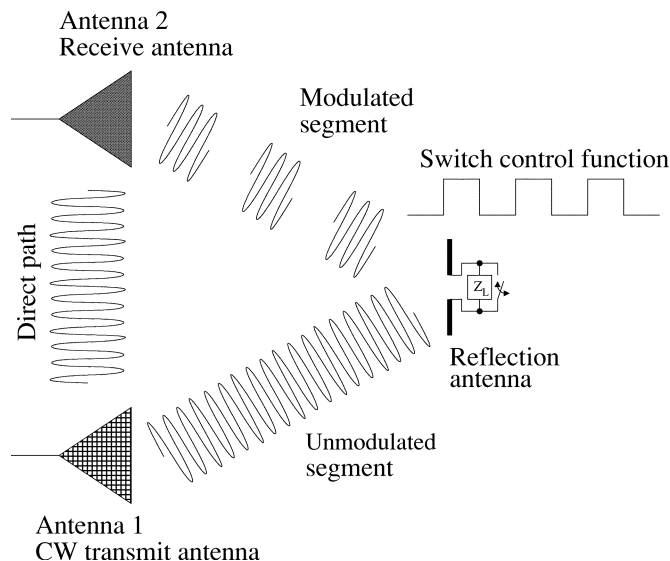 Antenna 2
Receive antenna
Modulated
segment
Switch control function
Direct path
Z_L
Reflection
antenna
Unmodulated
segment
Antenna 1
CW transmit antenna